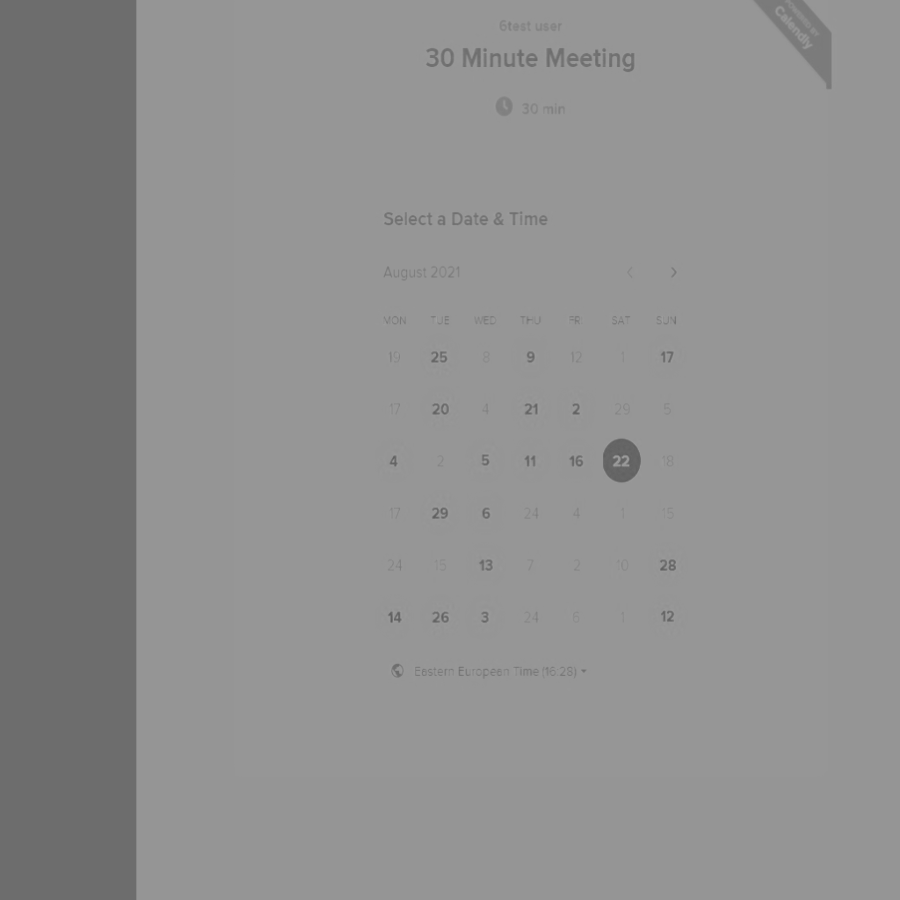 POWERED BY
Calendly
6test user
30 Minute Meeting
30 min
Select a Date & Time
August 2021
MON TUE WED THU FRI SAT SUN
19 25 8 9 12 1 17
17 20 4 21 2 29 5
4 2 5 11 16 22 18
17 29 6 24 4 1 15
24 15 13 7 2 10 28
14 26 3 24 5 1 12
Eastern European Time (16:28)